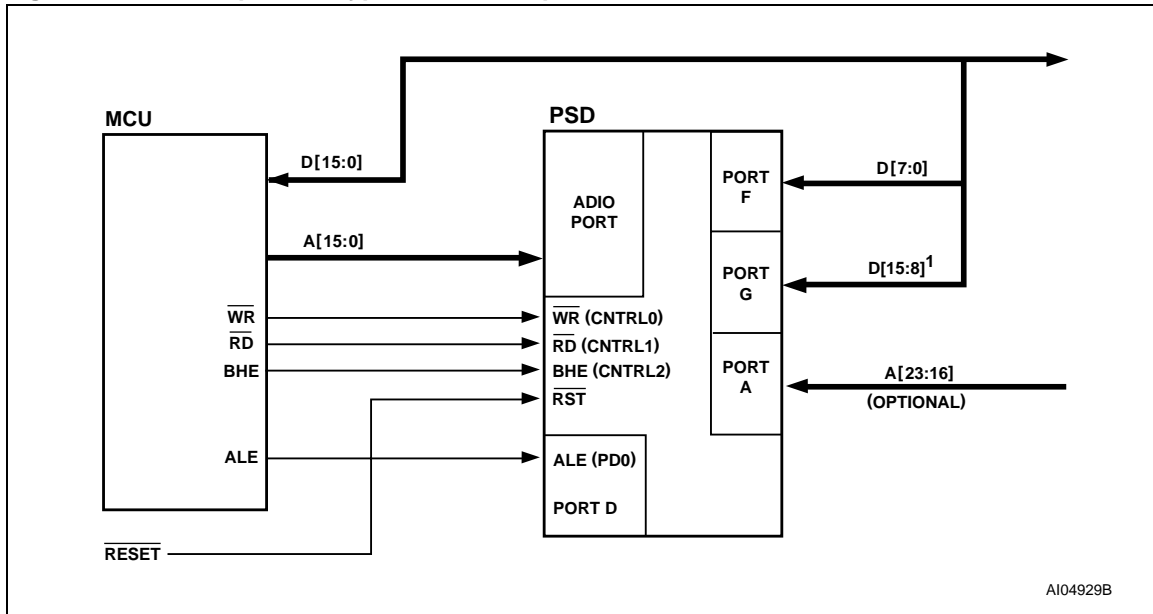 MCU
PSD
D[15:0]
A[15:0]
WR
RD
BHE
ALE
RESET
ADIO
PORT
WR (CNTRL0)
RD (CNTRL1)
BHE (CNTRL2)
RST
ALE (PD0)
PORT D
PORT
F
PORT
G
PORT
A
D[7:0]
D[15:8]1
A[23:16]
(OPTIONAL)
AI04929B